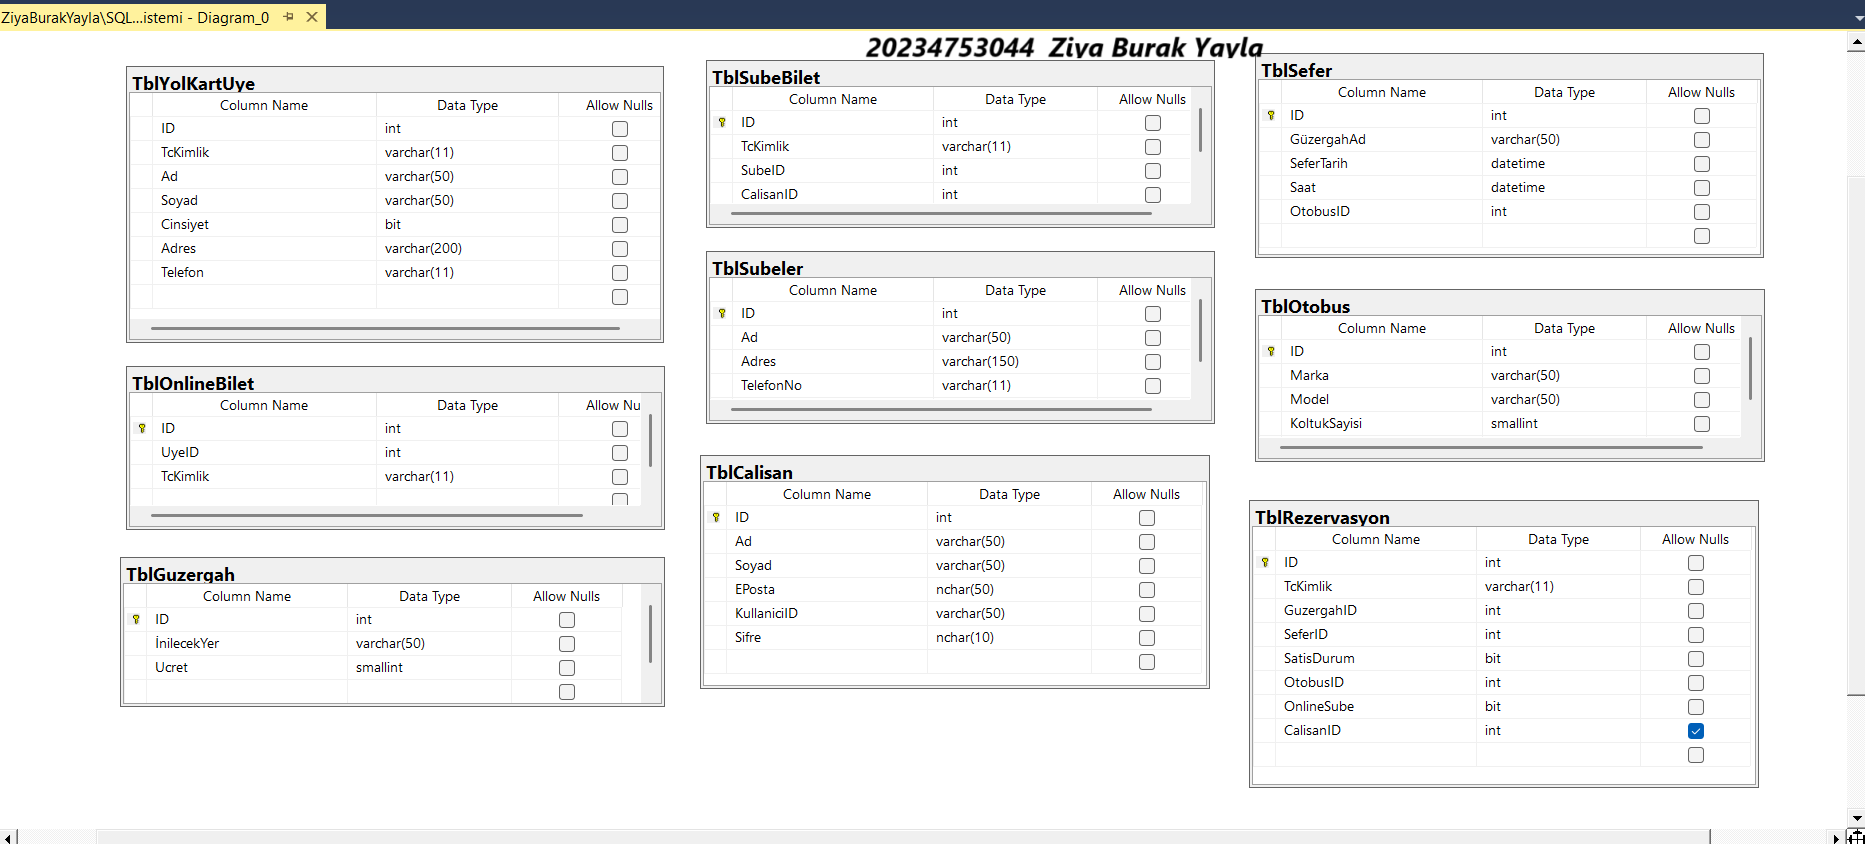 ZiyaBurakYayla\SQL...istemi - Diagram_0
20234753044 Ziya Burak Yayla
TblYolKartUye
Column Name Data Type Allow Nulls
ID int
TcKimlik varchar(11)
Ad varchar(50)
Soyad varchar(50)
Cinsiyet bit
Adres varchar(200)
Telefon varchar(11)
TblOnlineBilet
Column Name Data Type Allow Nu
ID int
UyeID int
TcKimlik varchar(11)
TblGuzergah
Column Name Data Type Allow Nulls
ID int
İnilecekYer varchar(50)
Ucret smallint
TblSubeBilet
Column Name Data Type Allow Nulls
ID int
TcKimlik varchar(11)
SubeID int
CalisanID int
TblSubeler
Column Name Data Type Allow Nulls
ID int
Ad varchar(50)
Adres varchar(150)
TelefonNo varchar(11)
TblCalisan
Column Name Data Type Allow Nulls
ID int
Ad varchar(50)
Soyad varchar(50)
EPosta nchar(50)
KullaniciID varchar(50)
Sifre nchar(10)
TblSefer
Column Name Data Type Allow Nulls
ID int
GüzergahAd varchar(50)
SeferTarih datetime
Saat datetime
OtobusID int
TblOtobus
Column Name Data Type Allow Nulls
ID int
Marka varchar(50)
Model varchar(50)
KoltukSayisi smallint
TblRezervasyon
Column Name Data Type Allow Nulls
ID int
TcKimlik varchar(11)
GuzergahID int
SeferID int
SatisDurum bit
OtobusID int
OnlineSube bit
CalisanID int